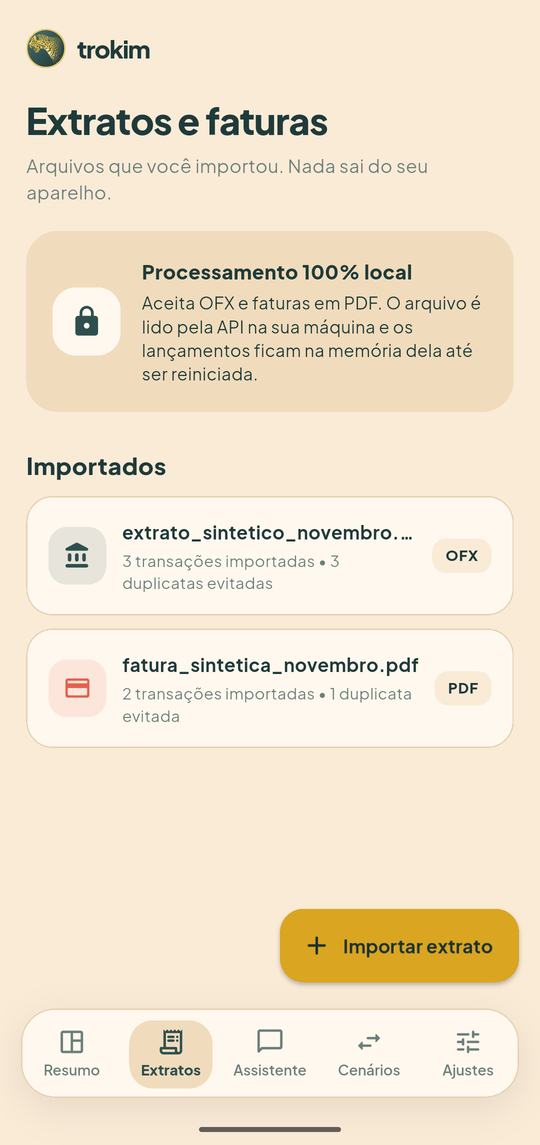 trokim
Extratos e faturas
Arquivos que você importou. Nada sai do seu
aparelho.
Processamento 100% local
Aceita OFX e faturas em PDF. O arquivo é
lido pela API na sua máquina e os
lançamentos ficam na memória dela até
ser reiniciada.
Importados
extrato_sintetico_novembro....
3 transações importadas • 3
duplicatas evitadas
OFX
fatura_sintetica_novembro.pdf
2 transações importadas • 1 duplicata
evitada
PDF
Importar extrato
Resumo
Extratos
Assistente
Cenários
Ajustes